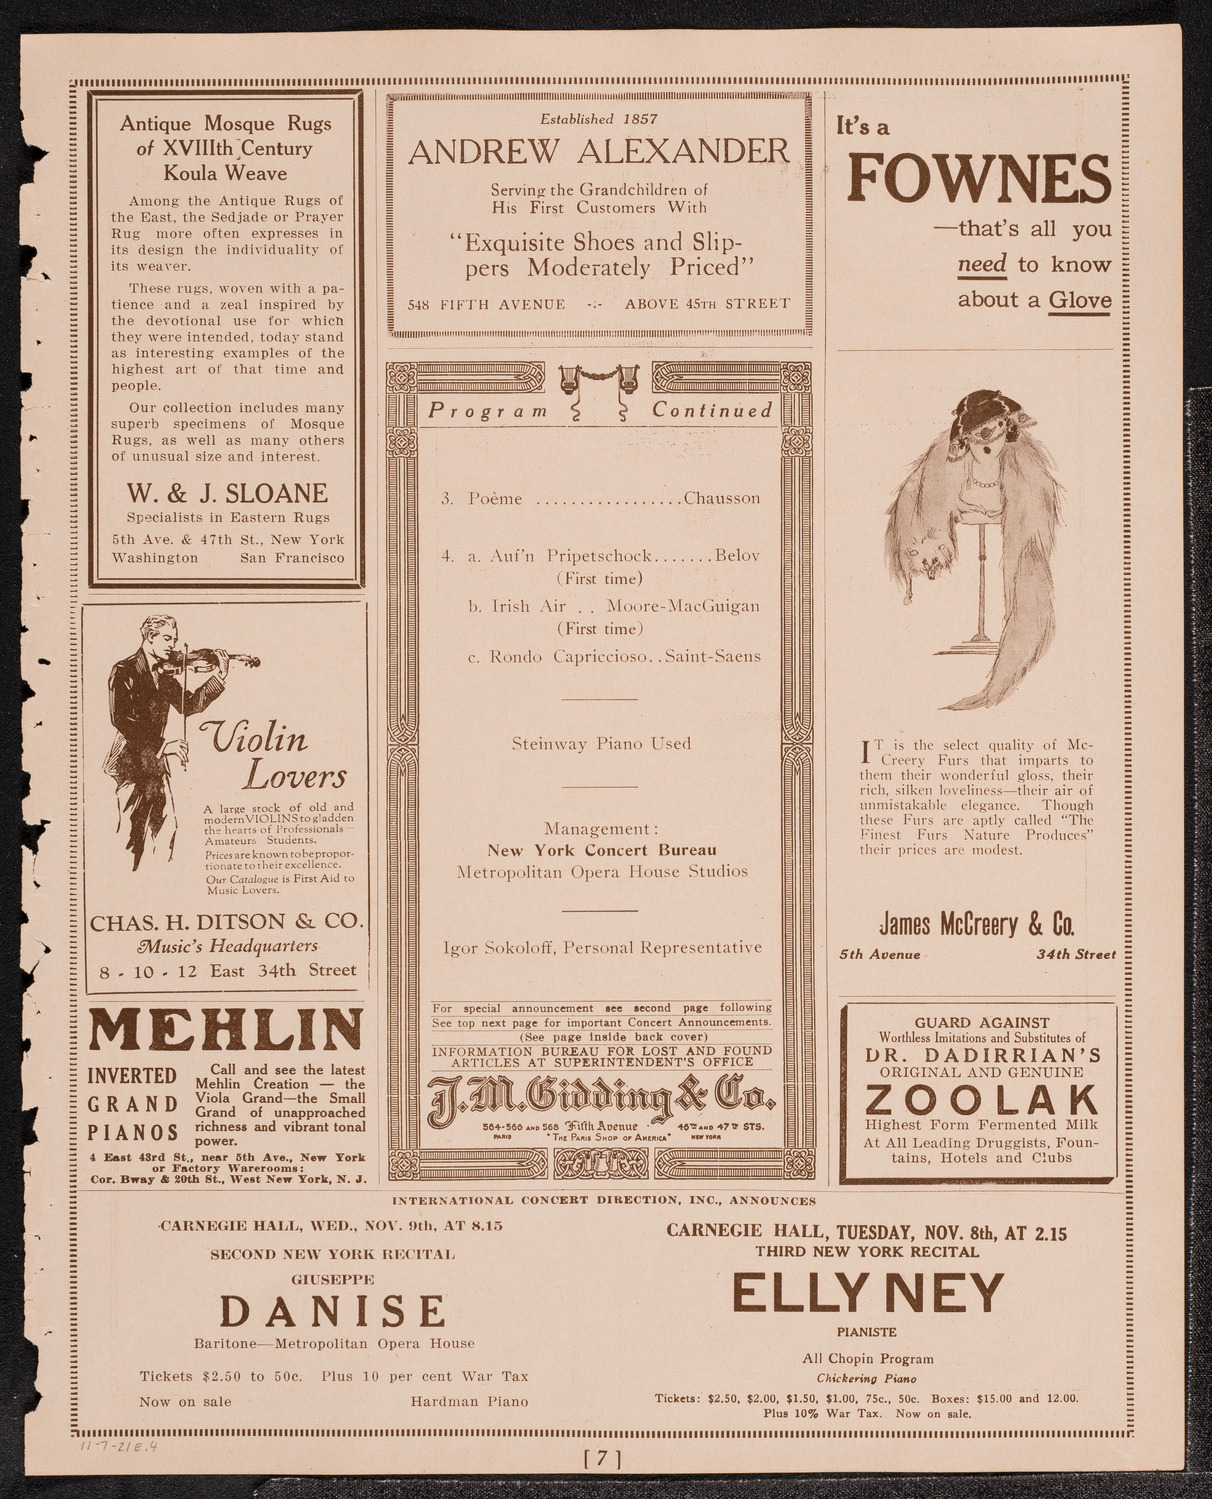 Antique Mosque Rugs
of XVIIIth Century
Koula Weave
Among the Antique Rugs of
the East, the Sedjade or Prayer
Rug more often expresses in
its design the individuality of
its weaver.
These rugs, woven with a pa-
tience and a zeal inspired by
the devotional use for which
they were intended, today stand
as interesting examples of the
highest art of that time and
people.
Our collection includes many
superb specimens of Mosque
Rugs, as well as many others
of unusual size and interest.
W. & J. SLOANE
Specialists in Eastern Rugs
5th Ave. & 47th St., New York
Washington San Francisco
Violin
Lovers
A large stock of old and
modern VIOLINS to gladden
the hearts of Professionals—
Amateurs Students.
Prices are known to be propor-
tionate to their excellence.
Our Catalogue is First Aid to
Music Lovers.
CHAS. H. DITSON & CO.
Music's Headquarters
8 - 10 - 12 East 34th Street
MEHLIN
INVERTED
GRAND
PIANOS
Call and see the latest
Mehlin Creation — the
Viola Grand—the Small
Grand of unapproached
richness and vibrant tonal
power.
4 East 43rd St., near 5th Ave., New York
or Factory Warerooms:
Cor. Bway & 20th St., West New York, N. J.
Established 1857
ANDREW ALEXANDER
Serving the Grandchildren of
His First Customers With
"Exquisite Shoes and Slip-
pers Moderately Priced"
548 FIFTH AVENUE -:- ABOVE 45TH STREET
Program Continued
3. Poème ................Chausson
4. a. Auf'n Pripetschock.......Belov
(First time)
b. Irish Air . . Moore-MacGuigan
(First time)
c. Rondo Capriccioso. . Saint-Saens
Steinway Piano Used
Management:
New York Concert Bureau
Metropolitan Opera House Studios
Igor Sokoloff, Personal Representative
For special announcement see second page following
See top next page for important Concert Announcements.
(See page inside back cover)
INFORMATION BUREAU FOR LOST AND FOUND
ARTICLES AT SUPERINTENDENT'S OFFICE
J.M. Gidding & Co.
564-566 AND 568 Fifth Avenue 46TH AND 47TH STS.
PARIS "THE PARIS SHOP OF AMERICA" NEW YORK
It's a
FOWNES
—that's all you
need to know
about a Glove
IT is the select quality of Mc-
Creery Furs that imparts to
them their wonderful gloss, their
rich, silken loveliness—their air of
unmistakable elegance. Though
these Furs are aptly called "The
Finest Furs Nature Produces"
their prices are modest.
James McCreery & Co.
5th Avenue 34th Street
GUARD AGAINST
Worthless Imitations and Substitutes of
DR. DADIRRIAN'S
ORIGINAL AND GENUINE
ZOOLAK
Highest Form Fermented Milk
At All Leading Druggists, Foun-
tains, Hotels and Clubs
INTERNATIONAL CONCERT DIRECTION, INC., ANNOUNCES
CARNEGIE HALL, WED., NOV. 9th, AT 8.15
SECOND NEW YORK RECITAL
GIUSEPPE
DANISE
Baritone—Metropolitan Opera House
Tickets $2.50 to 50c. Plus 10 per cent War Tax
Now on sale Hardman Piano
CARNEGIE HALL, TUESDAY, NOV. 8th, AT 2.15
THIRD NEW YORK RECITAL
ELLY NEY
PIANISTE
All Chopin Program
Chickering Piano
Tickets: $2.50, $2.00, $1.50, $1.00, 75c., 50c. Boxes: $15.00 and 12.00.
Plus 10% War Tax. Now on sale.
11-7-21E.4
[ 7 ]